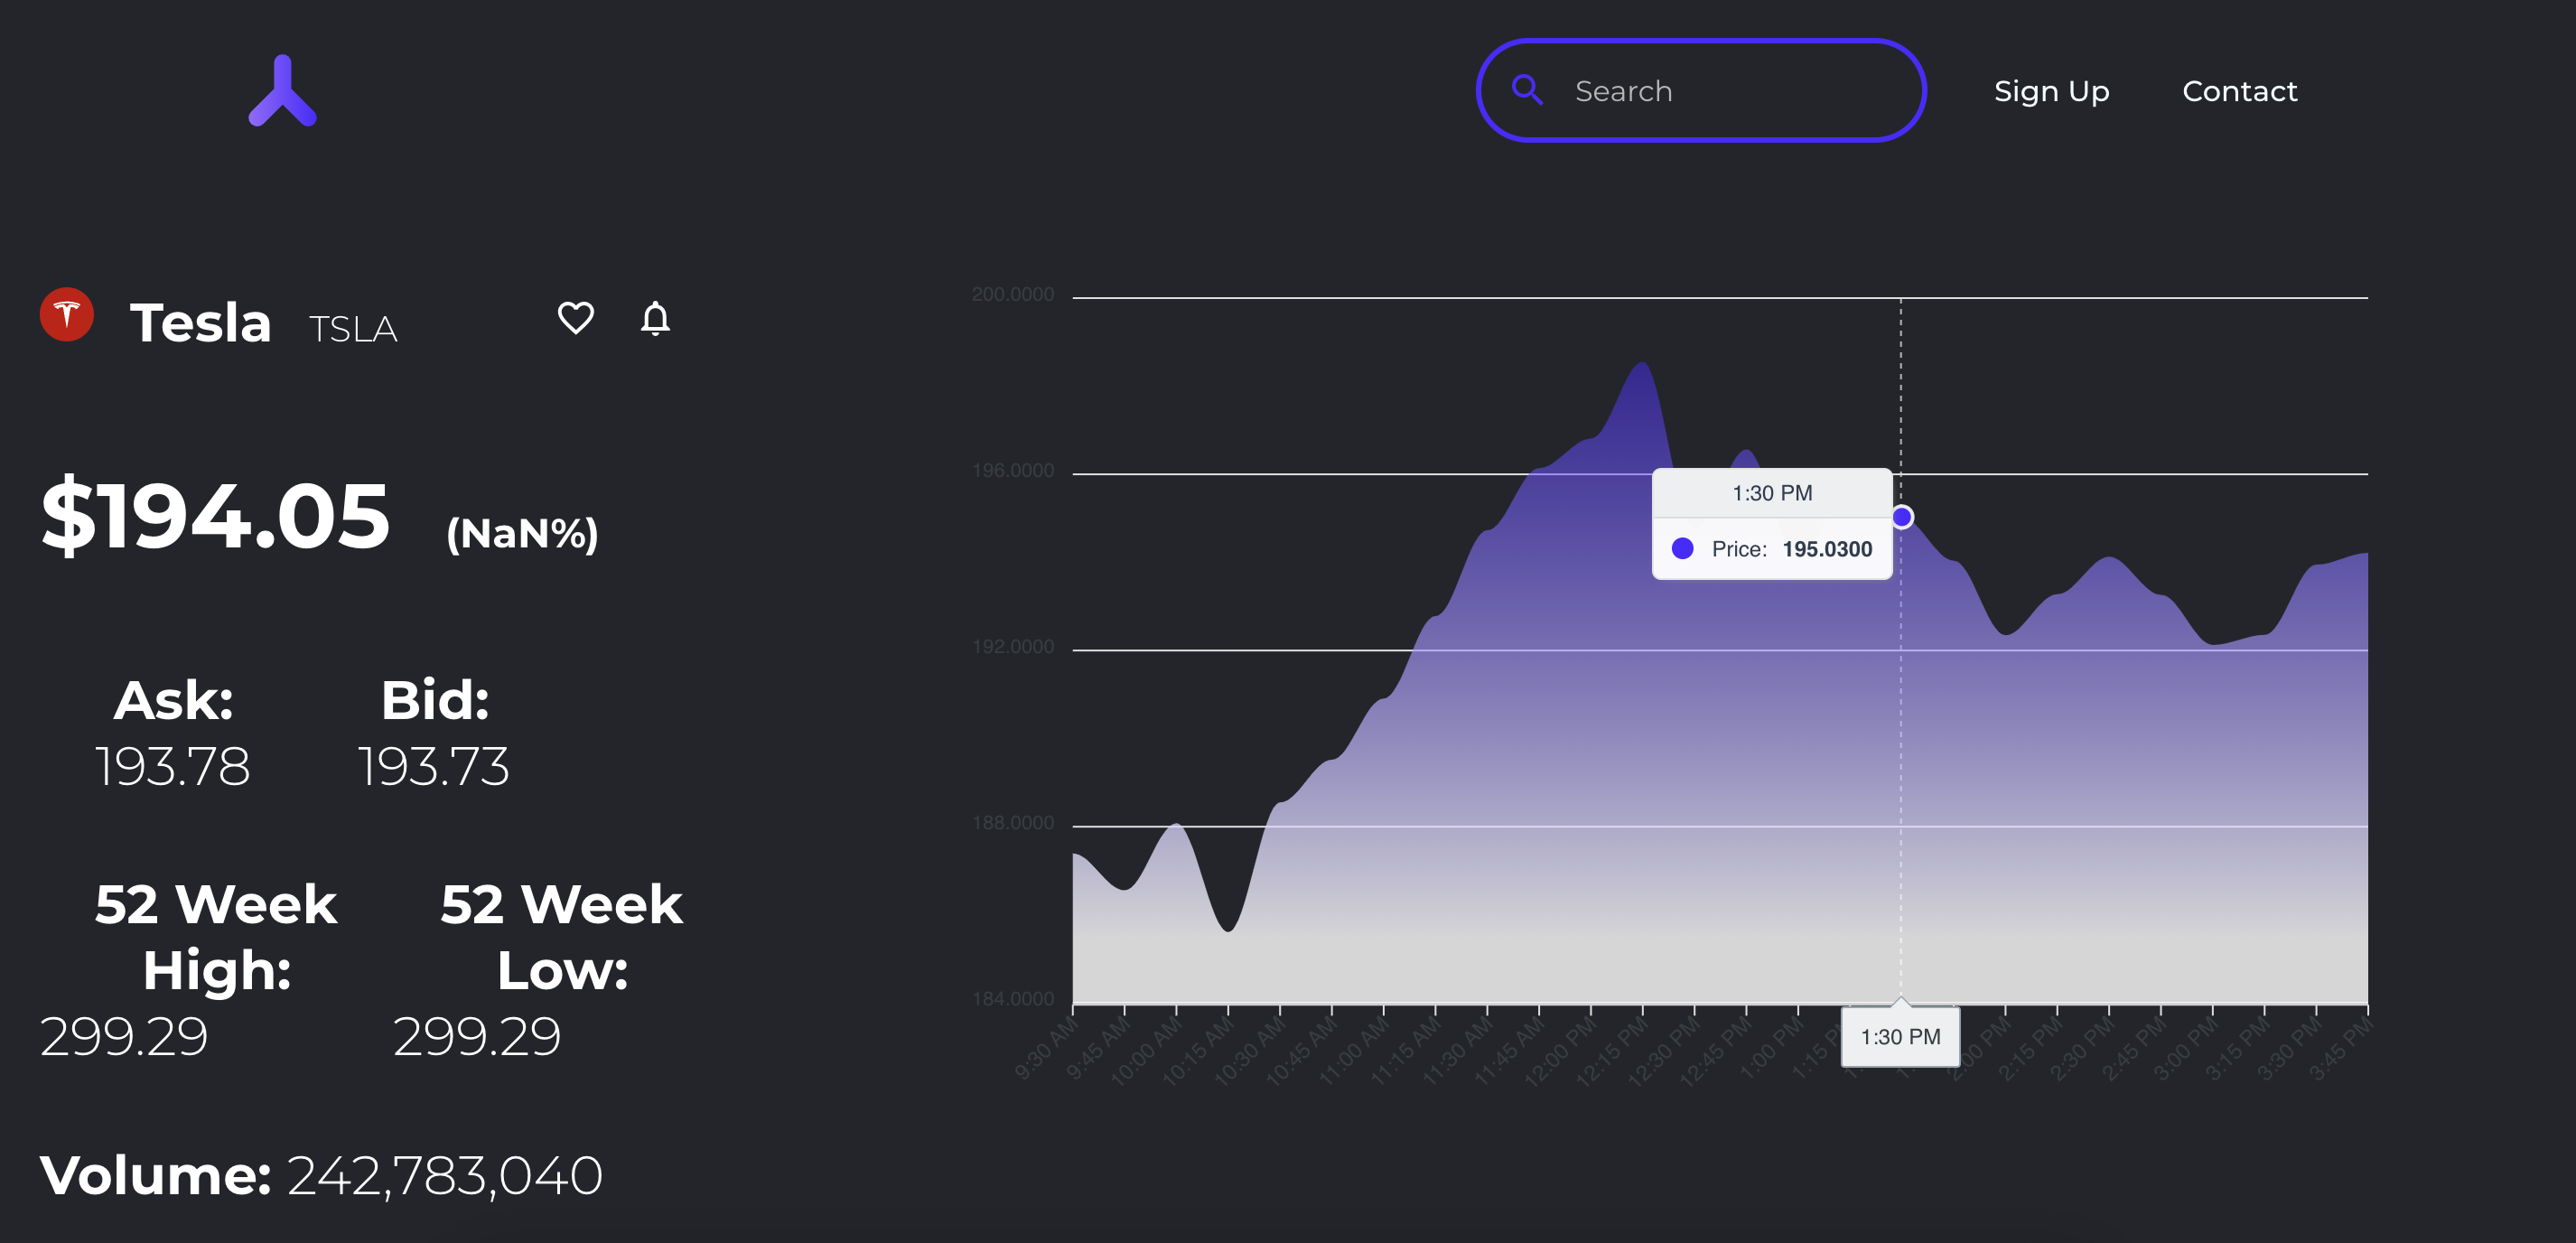 Search
Sign Up
Contact
Tesla TSLA
$194.05 (NaN%)
Ask: Bid:
193.78 193.73
52 Week 52 Week
High: Low:
299.29 299.29
Volume: 242,783,040
200.0000
196.0000
192.0000
188.0000
184.0000
1:30 PM
Price: 195.0300
9:30 AM
9:45 AM
10:00 AM
10:15 AM
10:30 AM
10:45 AM
11:00 AM
11:15 AM
11:30 AM
11:45 AM
12:00 PM
12:15 PM
12:30 PM
12:45 PM
1:00 PM
1:15 P
1:30 PM
2:00 PM
2:15 PM
2:30 PM
2:45 PM
3:00 PM
3:15 PM
3:30 PM
3:45 PM